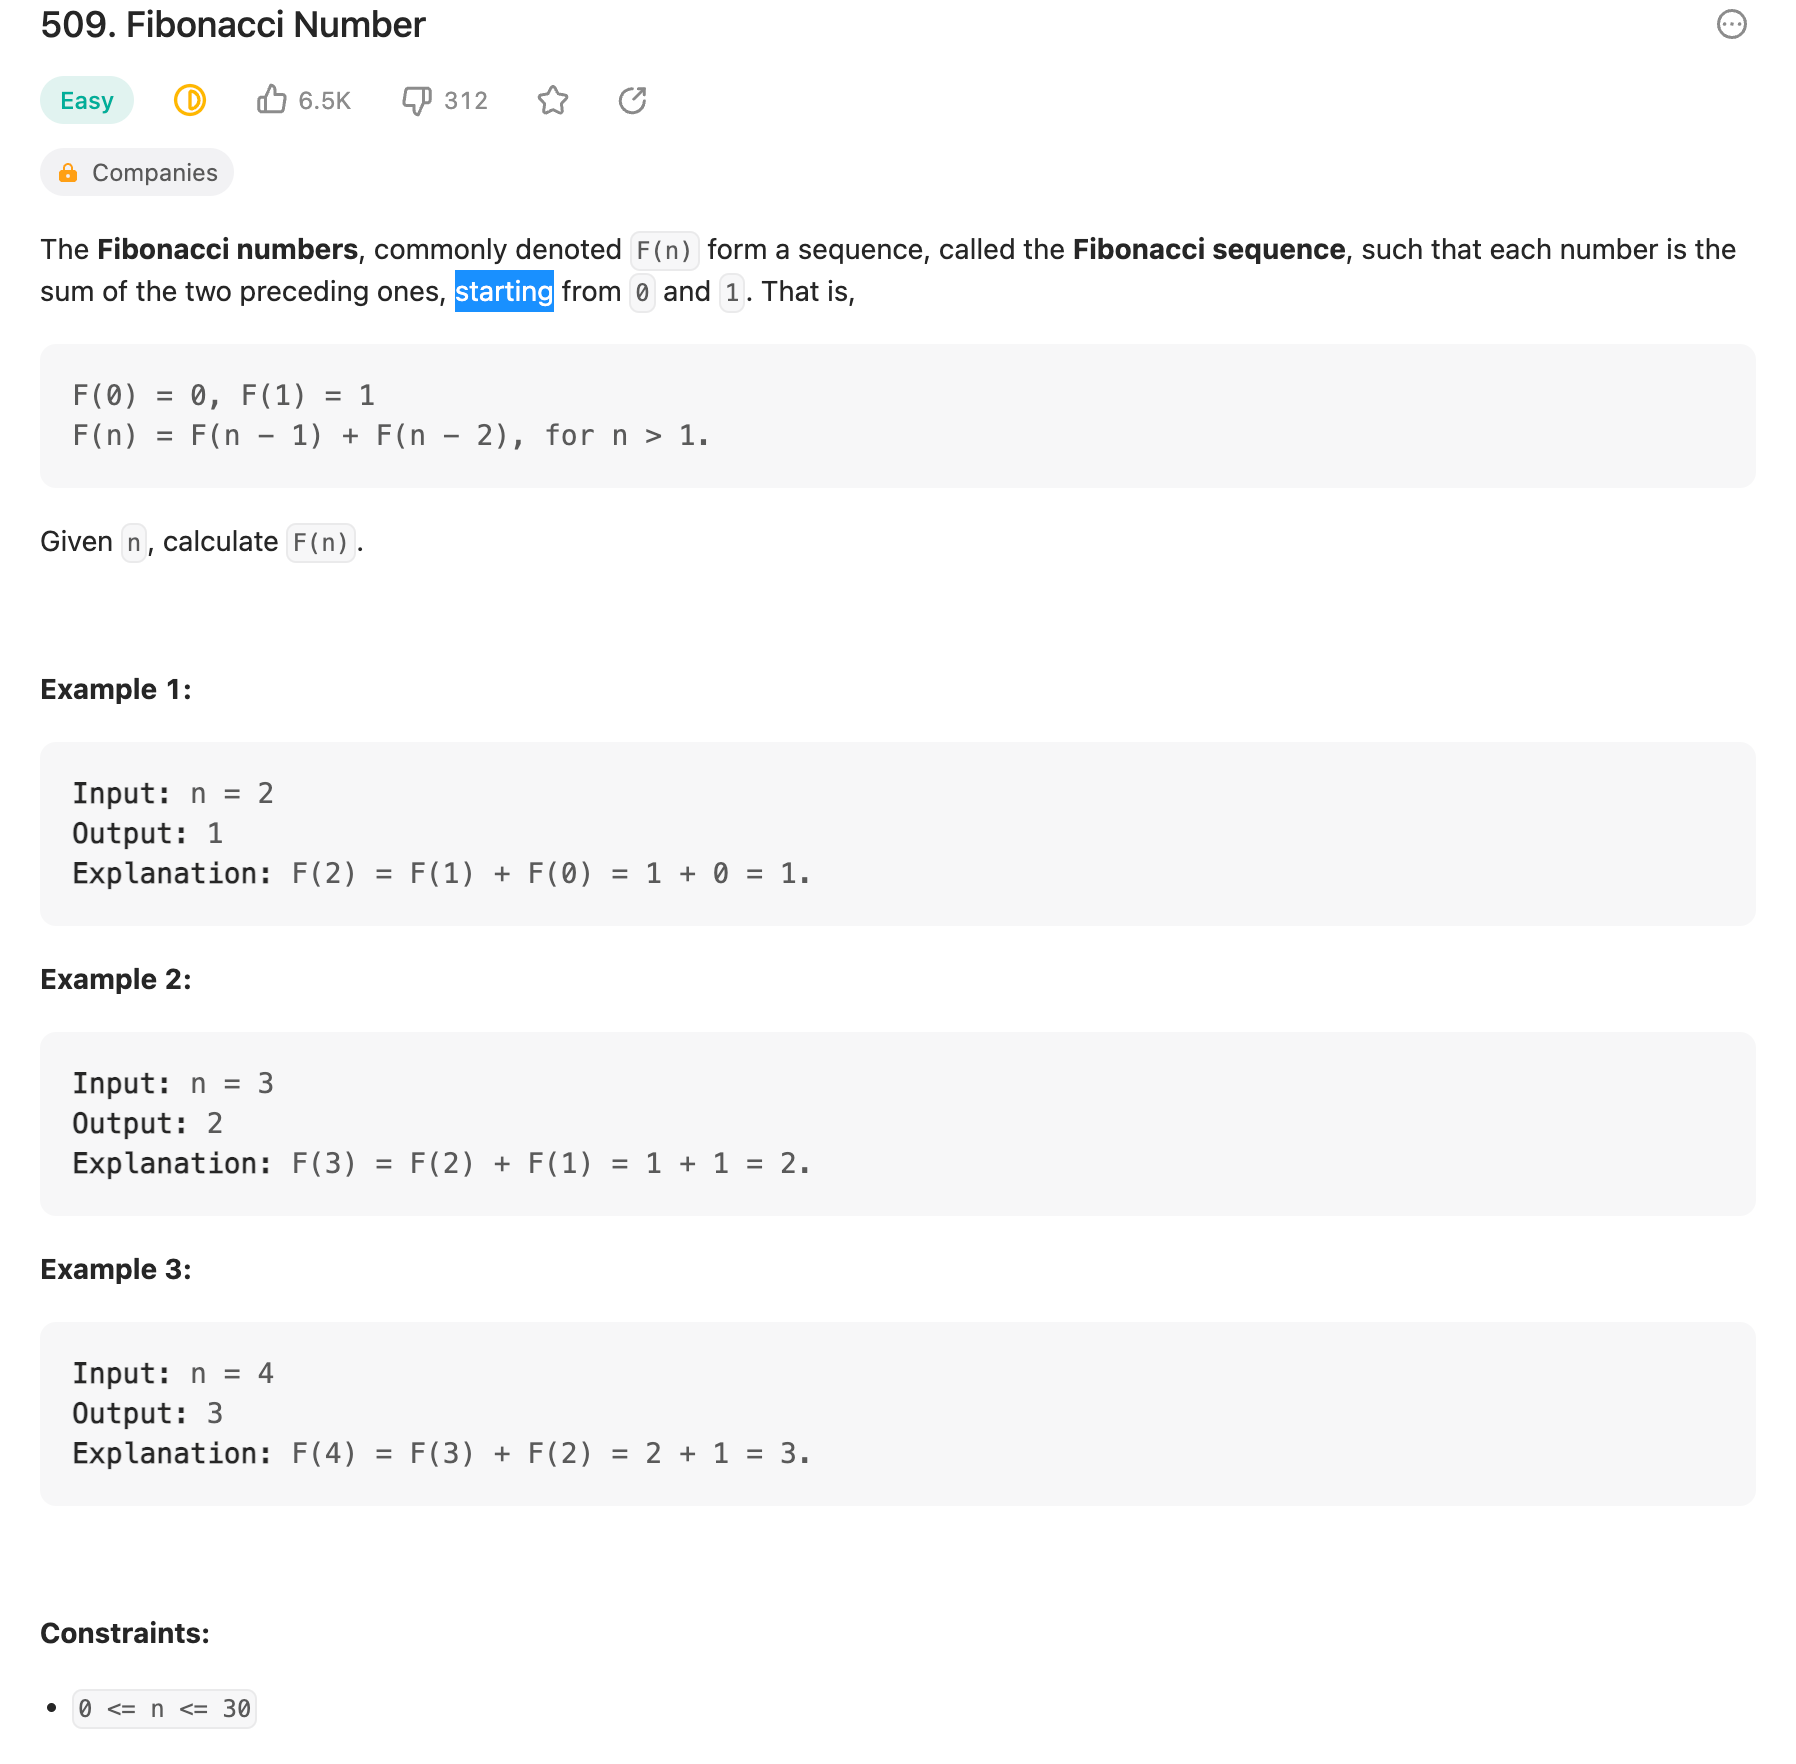 509. Fibonacci Number
Easy 6.5K 312
Companies
The Fibonacci numbers, commonly denoted F(n) form a sequence, called the Fibonacci sequence, such that each number is the
sum of the two preceding ones, starting from 0 and 1. That is,
F(0) = 0, F(1) = 1
F(n) = F(n - 1) + F(n - 2), for n > 1.
Given n, calculate F(n).
Example 1:
Input: n = 2
Output: 1
Explanation: F(2) = F(1) + F(0) = 1 + 0 = 1.
Example 2:
Input: n = 3
Output: 2
Explanation: F(3) = F(2) + F(1) = 1 + 1 = 2.
Example 3:
Input: n = 4
Output: 3
Explanation: F(4) = F(3) + F(2) = 2 + 1 = 3.
Constraints:
• 0 <= n <= 30